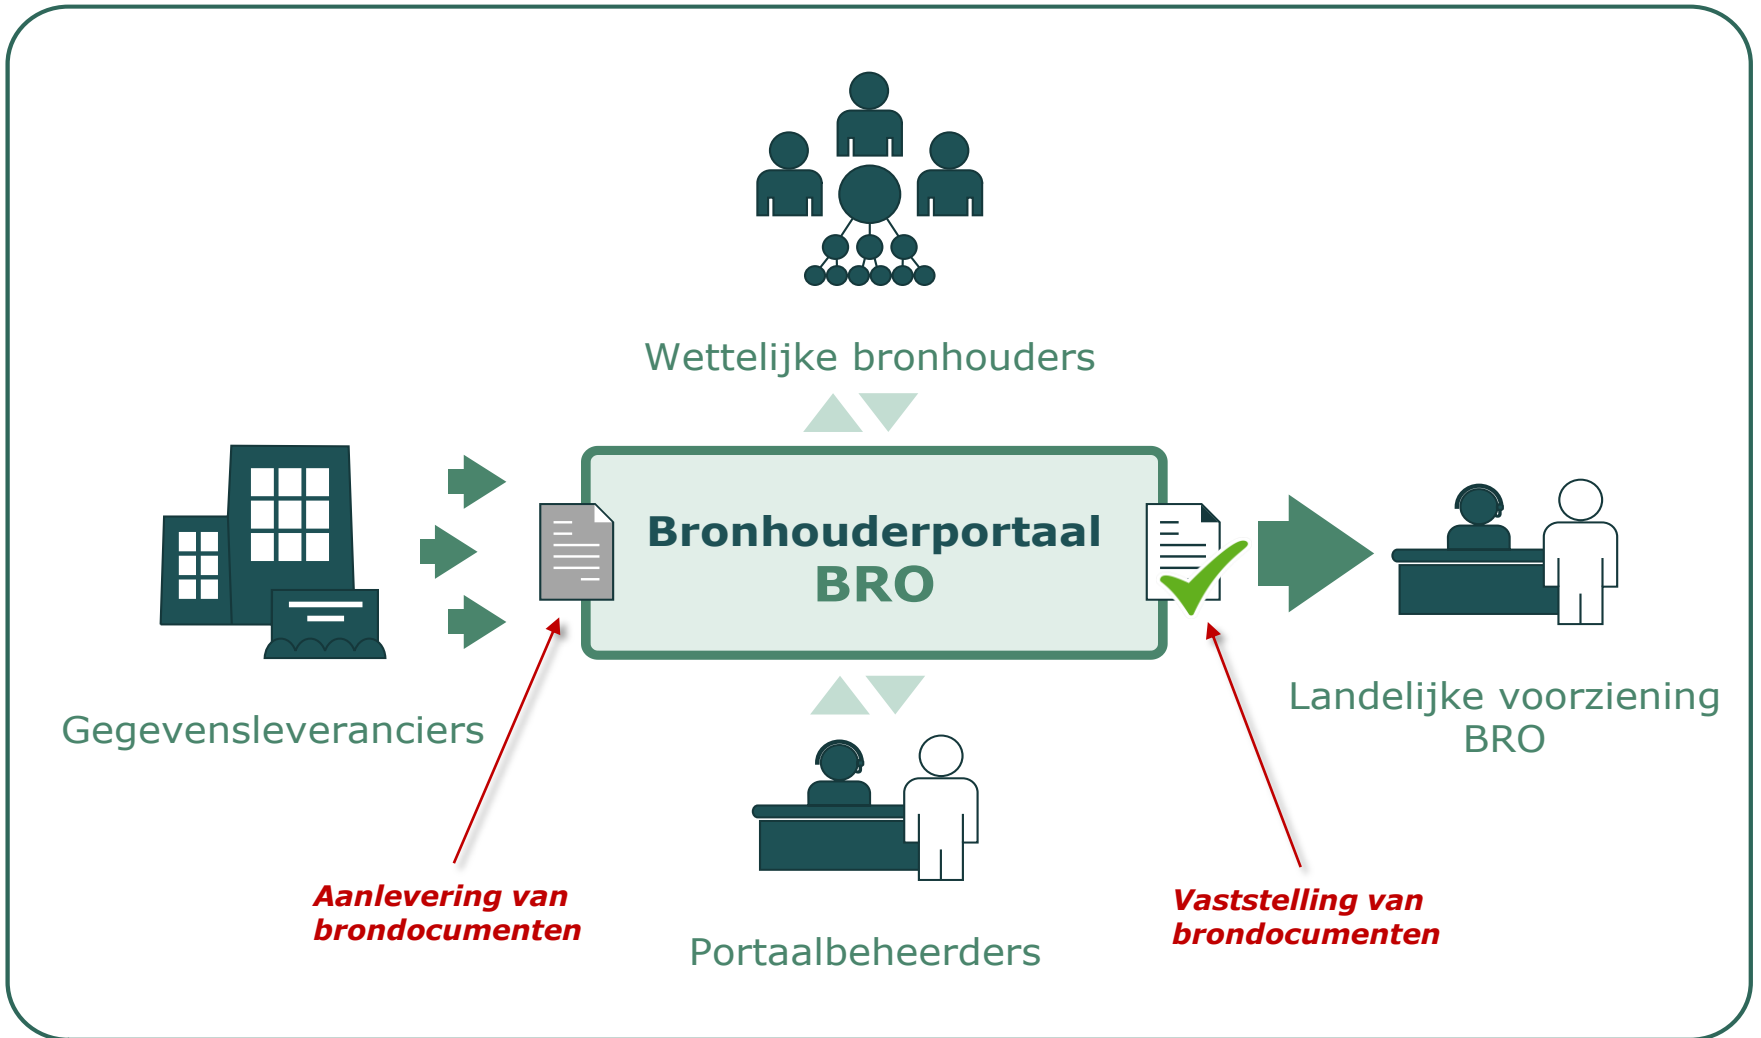 Wettelijke bronhouders
Bronhouderportaal
BRO
Gegevensleveranciers
Landelijke voorziening
BRO
Aanlevering van
brondocumenten
Vaststelling van
brondocumenten
Portaalbeheerders